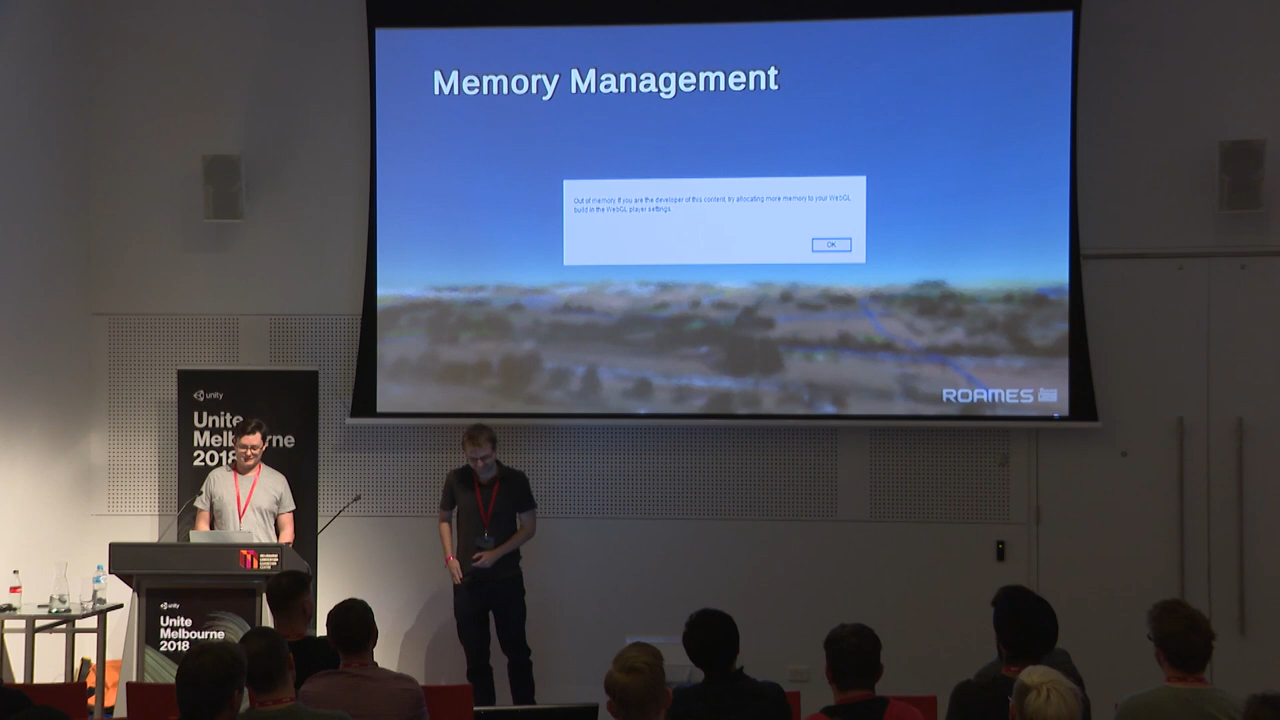 Memory Management
Out of memory. If you are the developer of this content, try allocating more memory to your WebGL
build in the WebGL player settings.
OK
ROAMES
unity
Unite
Melbourne
2018
unity
Unite
Melbourne
2018